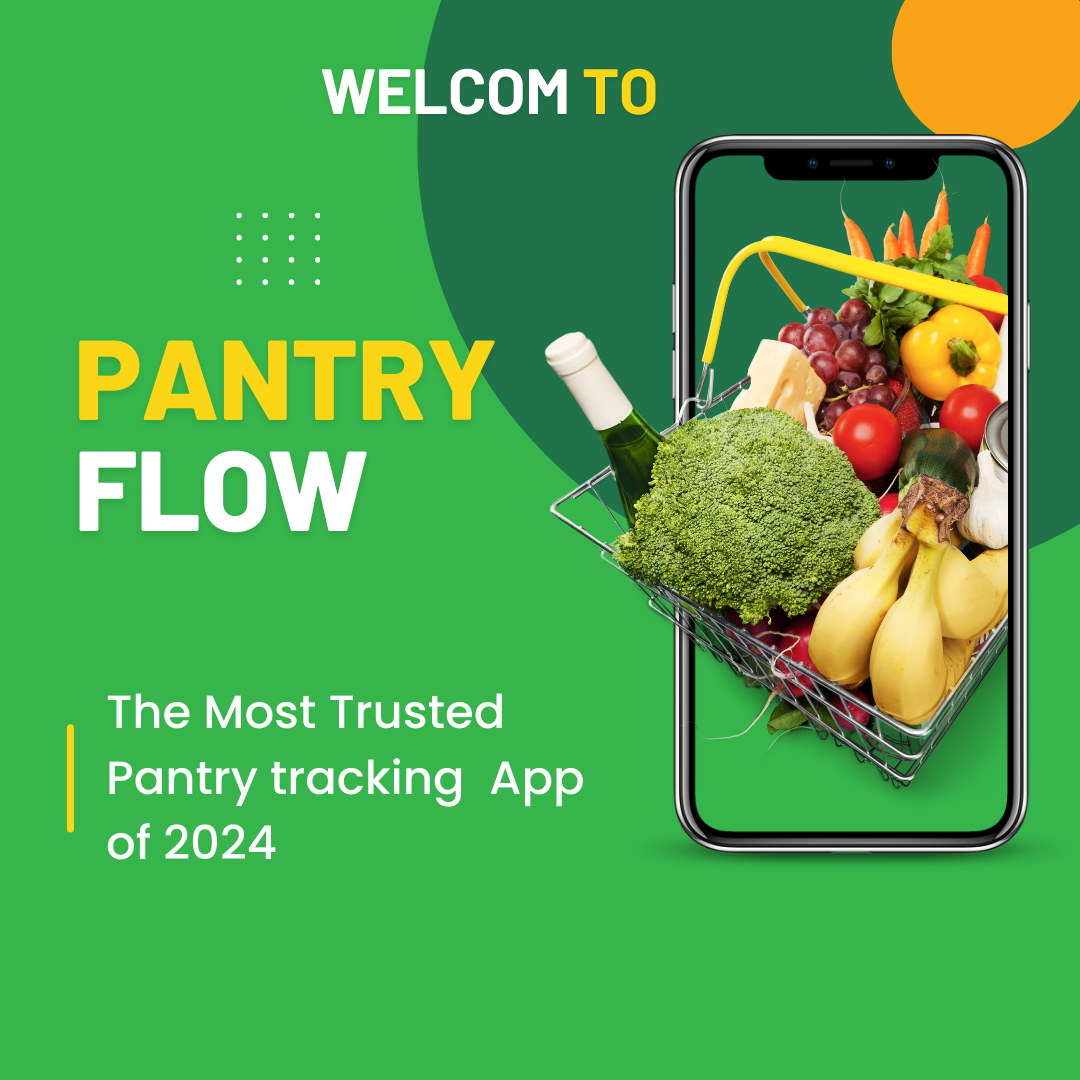 WELCOM TO
PANTRY
FLOW
The Most Trusted
Pantry tracking  App
of 2024